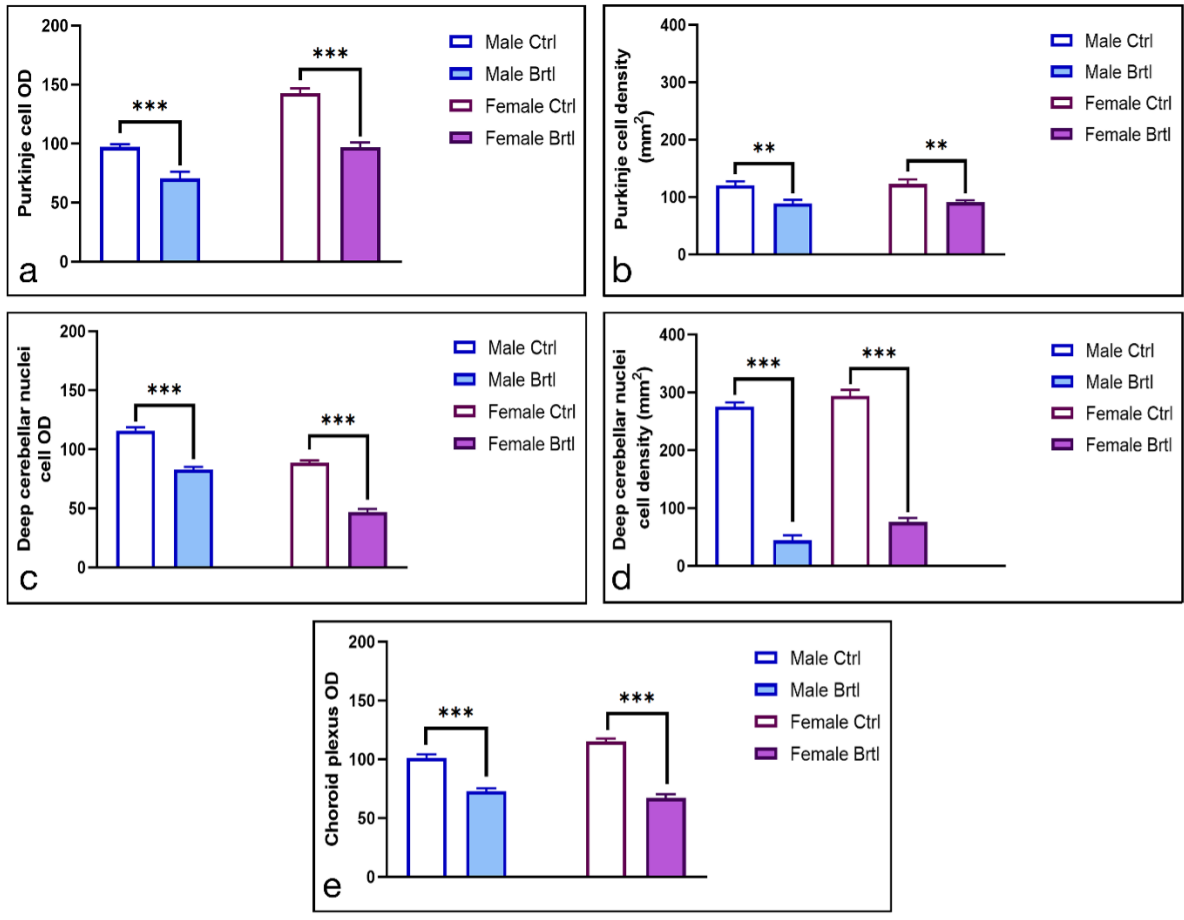 200
150
100
50
0
Purkinje cell OD
***
***
Male Ctrl
Male Brtl
Female Ctrl
Female Brtl
a
400
300
200
100
0
Purkinje cell density
(mm²)
**
**
Male Ctrl
Male Brtl
Female Ctrl
Female Brtl
b
200
150
100
50
0
Deep cerebellar nuclei
cell OD
***
***
Male Ctrl
Male Brtl
Female Ctrl
Female Brtl
c
400
300
200
100
0
Deep cerebellar nuclei
cell density (mm²)
***
***
Male Ctrl
Male Brtl
Female Ctrl
Female Brtl
d
200
150
100
50
0
Choroid plexus OD
***
***
Male Ctrl
Male Brtl
Female Ctrl
Female Brtl
e